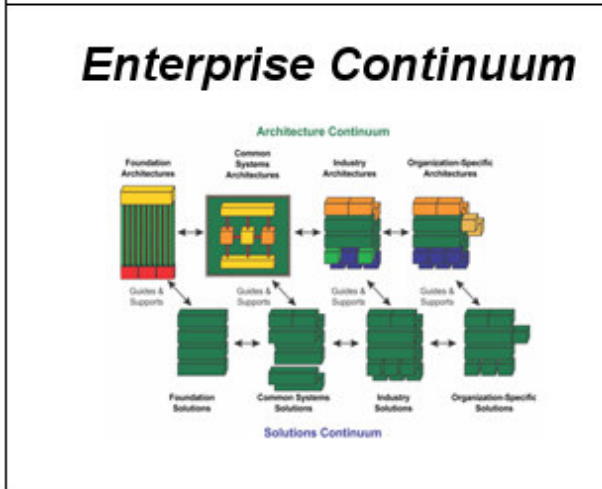 Enterprise Continuum
Architecture Continuum
Foundation
Architectures
Common
Systems
Architectures
Industry
Architectures
Organization-Specific
Architectures
Guides &
Supports
Guides &
Supports
Guides &
Supports
Guides &
Supports
Foundation
Solutions
Common Systems
Solutions
Industry
Solutions
Organization-Specific
Solutions
Solutions Continuum